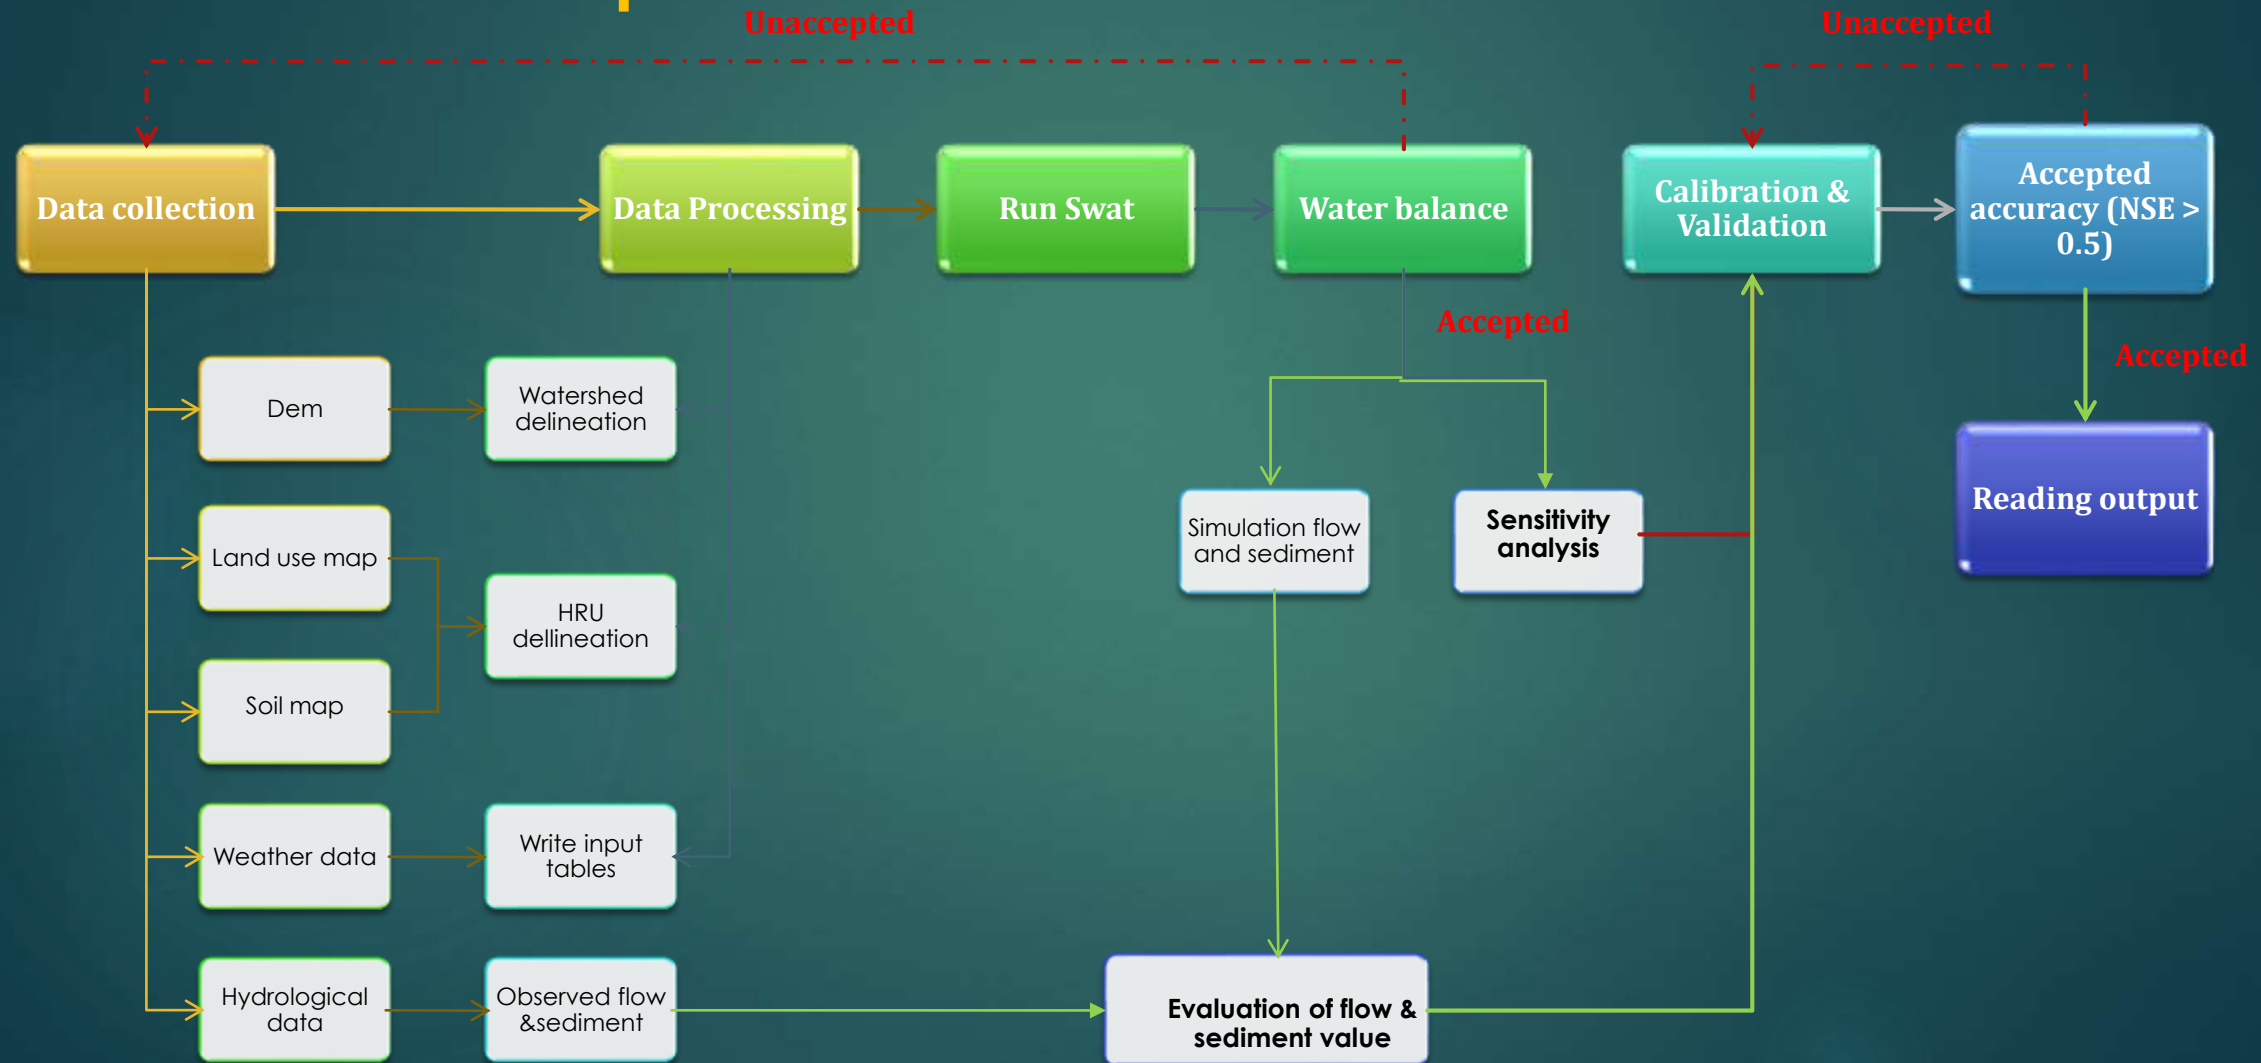 Unaccepted
Unaccepted
Data collection
Data Processing
Run Swat
Water balance
Calibration &
Validation
Accepted
accuracy (NSE >
0.5)
Accepted
Accepted
Dem
Watershed
delineation
Land use map
HRU
dellineation
Soil map
Weather data
Write input
tables
Hydrological
data
Observed flow
&sediment
Simulation flow
and sediment
Sensitivity
analysis
Evaluation of flow &
sediment value
Reading output